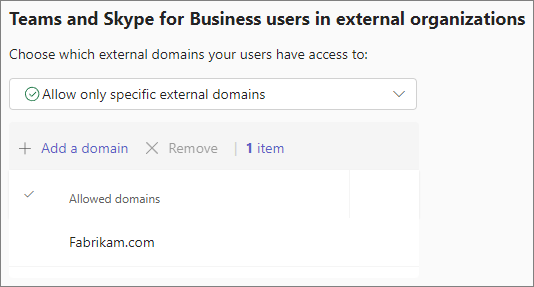 Teams and Skype for Business users in external organizations
Choose which external domains your users have access to:
Allow only specific external domains
Add a domain Remove | 1 item
Allowed domains
Fabrikam.com